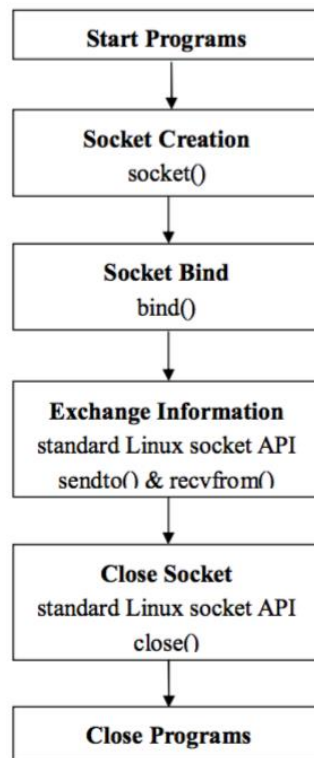 Start Programs
Socket Creation
socket()
Socket Bind
bind()
Exchange Information
standard Linux socket API
sendto() & recvfrom()
Close Socket
standard Linux socket API
close()
Close Programs